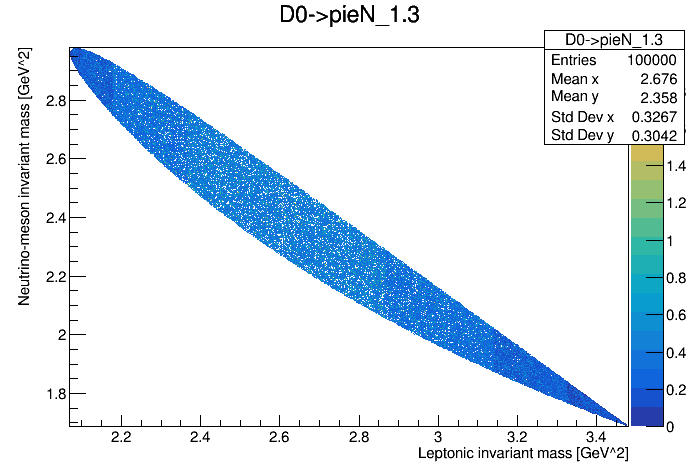 D0->pieN_1.3
D0->pieN_1.3
Entries 100000
Mean x 2.676
Mean y 2.358
Std Dev x 0.3267
Std Dev y 0.3042
Neutrino-meson invariant mass [GeV^2]
2.8
2.6
2.4
2.2
2
1.8
2.2 2.4 2.6 2.8 3 3.2 3.4
Leptonic invariant mass [GeV^2]
1.4
1.2
1
0.8
0.6
0.4
0.2
0